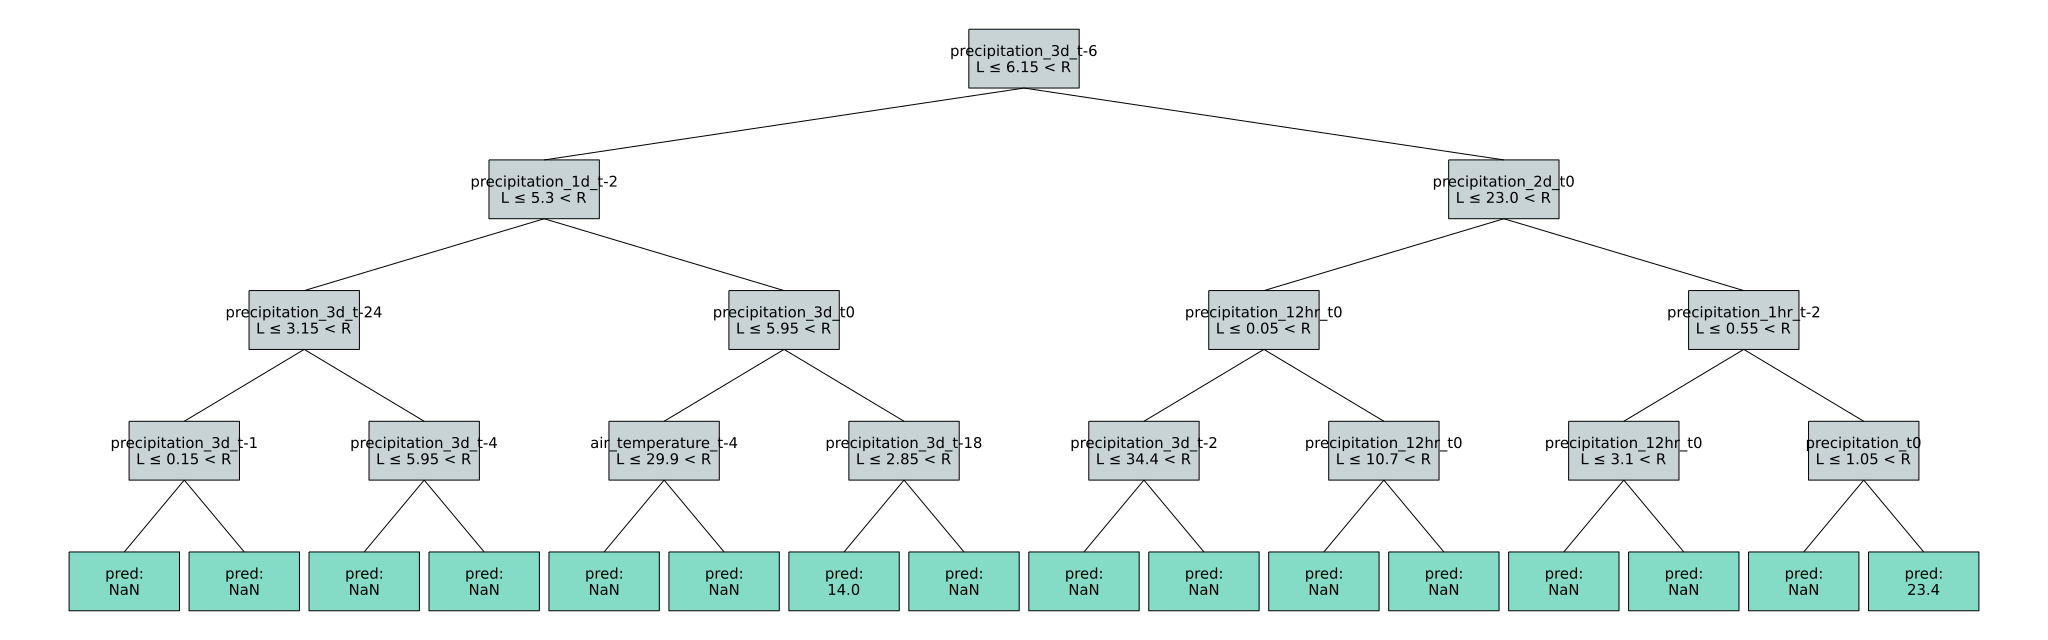 precipitation_3d_t-6
L ≤ 6.15 < R
precipitation_1d_t-2
L ≤ 5.3 < R
precipitation_2d_t0
L ≤ 23.0 < R
precipitation_3d_t-24
L ≤ 3.15 < R
precipitation_3d_t0
L ≤ 5.95 < R
precipitation_12hr_t0
L ≤ 0.05 < R
precipitation_1hr_t-2
L ≤ 0.55 < R
precipitation_3d_t-1
L ≤ 0.15 < R
precipitation_3d_t-4
L ≤ 5.95 < R
air_temperature_t-4
L ≤ 29.9 < R
precipitation_3d_t-18
L ≤ 2.85 < R
precipitation_3d_t-2
L ≤ 34.4 < R
precipitation_12hr_t0
L ≤ 10.7 < R
precipitation_12hr_t0
L ≤ 3.1 < R
precipitation_t0
L ≤ 1.05 < R
pred:
NaN
pred:
NaN
pred:
NaN
pred:
NaN
pred:
NaN
pred:
NaN
pred:
14.0
pred:
NaN
pred:
NaN
pred:
NaN
pred:
NaN
pred:
NaN
pred:
NaN
pred:
NaN
pred:
NaN
pred:
23.4